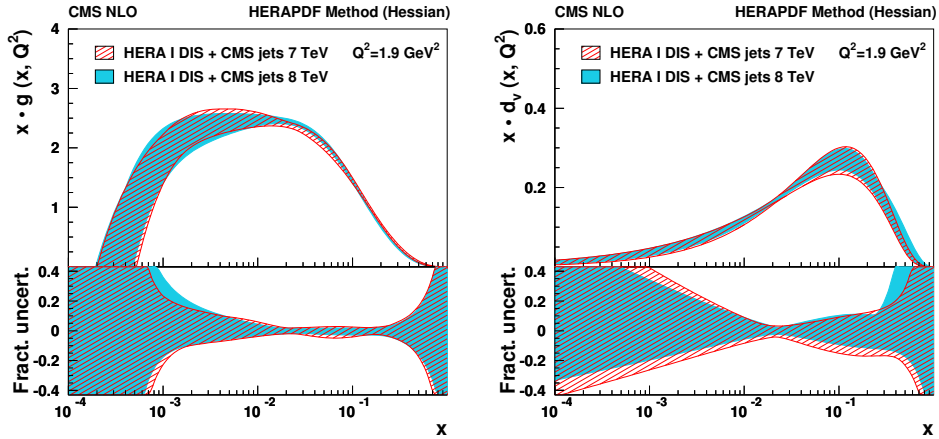 CMS NLO HERAPDF Method (Hessian)
x • g (x, Q²)
4
3
2
1
HERA I DIS + CMS jets 7 TeV Q²=1.9 GeV²
HERA I DIS + CMS jets 8 TeV
Fract. uncert.
0.4
0.2
0
-0.2
-0.4
10⁻⁴ 10⁻³ 10⁻² 10⁻¹
x
CMS NLO HERAPDF Method (Hessian)
x • dᵥ (x, Q²)
0.6
0.4
0.2
HERA I DIS + CMS jets 7 TeV Q²=1.9 GeV²
HERA I DIS + CMS jets 8 TeV
Fract. uncert.
0.4
0.2
0
-0.2
-0.4
10⁻⁴ 10⁻³ 10⁻² 10⁻¹
x